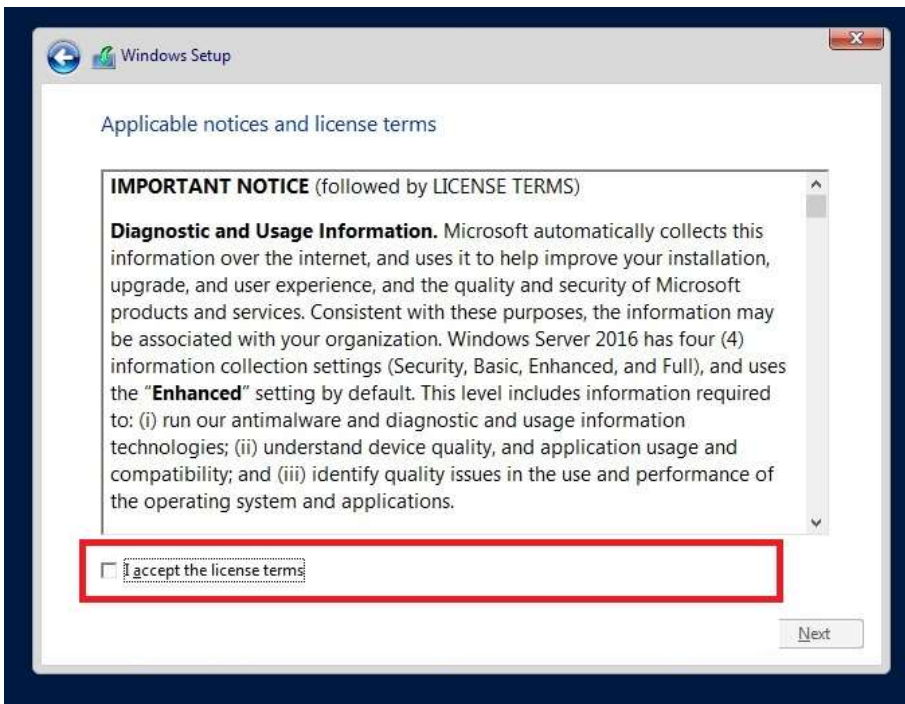 Windows Setup
Applicable notices and license terms
IMPORTANT NOTICE (followed by LICENSE TERMS)
Diagnostic and Usage Information. Microsoft automatically collects this
information over the internet, and uses it to help improve your installation,
upgrade, and user experience, and the quality and security of Microsoft
products and services. Consistent with these purposes, the information may
be associated with your organization. Windows Server 2016 has four (4)
information collection settings (Security, Basic, Enhanced, and Full), and uses
the “Enhanced” setting by default. This level includes information required
to: (i) run our antimalware and diagnostic and usage information
technologies; (ii) understand device quality, and application usage and
compatibility; and (iii) identify quality issues in the use and performance of
the operating system and applications.
I accept the license terms
Next